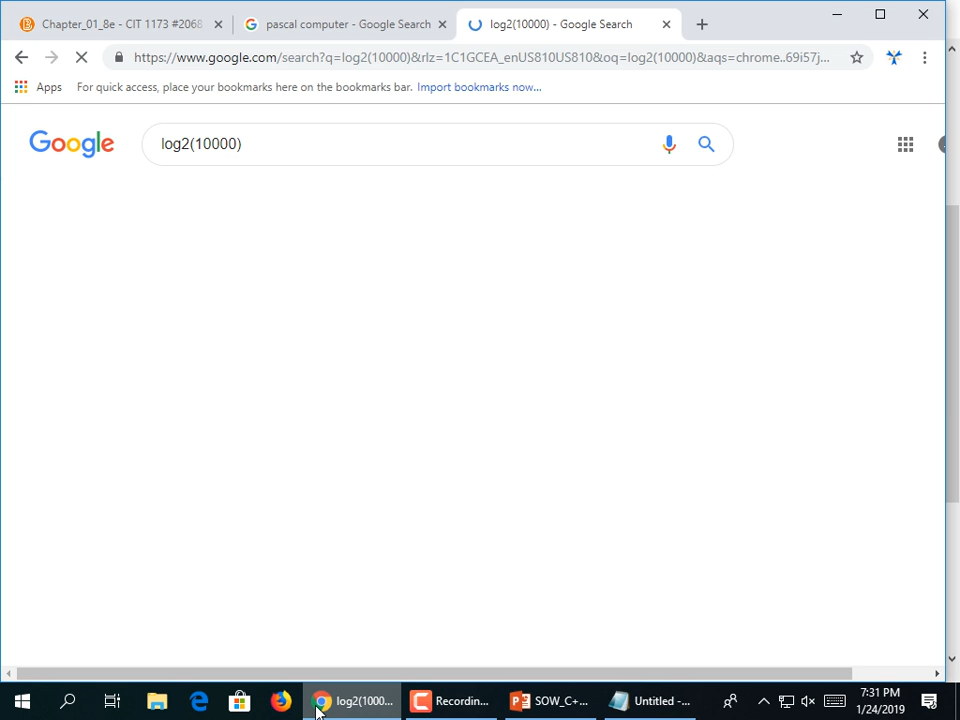 Chapter_01_8e - CIT 1173 #2068
pascal computer - Google Search
log2(10000) - Google Search
https://www.google.com/search?q=log2(10000)&rlz=1C1GCEA_enUS810US810&oq=log2(10000)&aqs=chrome..69i57j...
Apps
For quick access, place your bookmarks here on the bookmarks bar. Import bookmarks now...
Google
log2(10000)
log2(1000...
Recordin...
SOW_C+...
Untitled -...
7:31 PM
1/24/2019